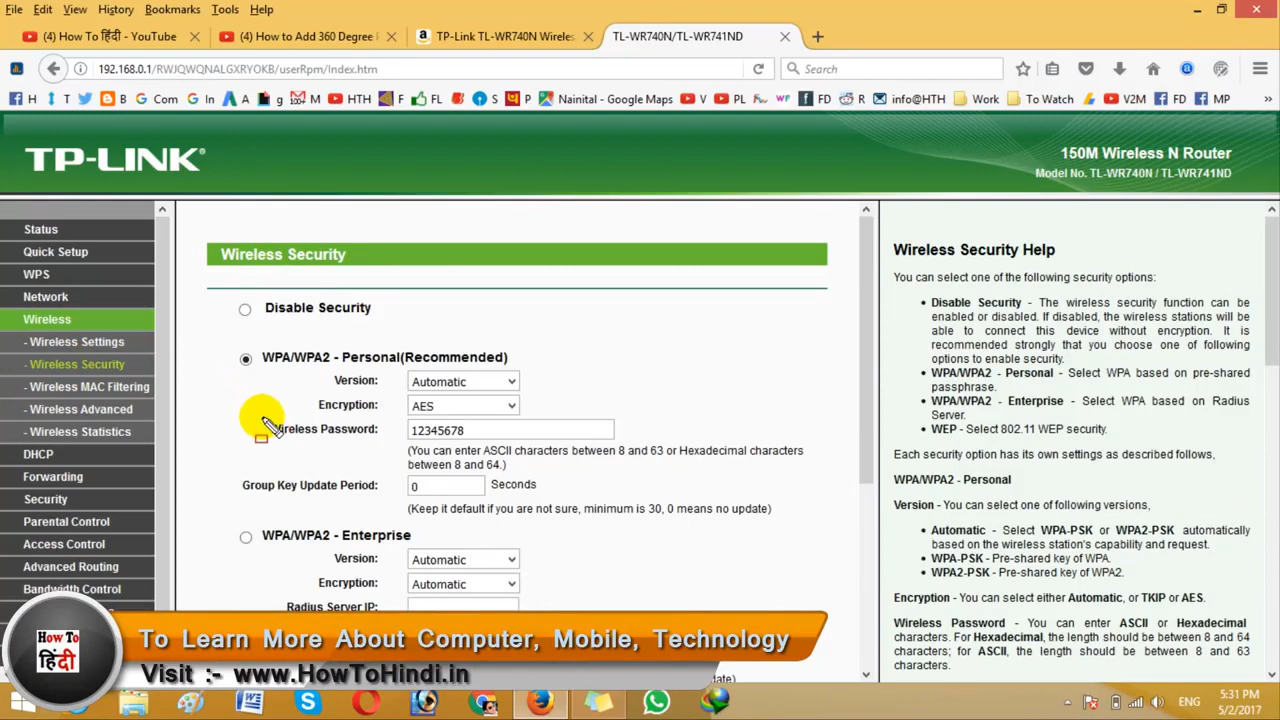 File Edit View History Bookmarks Tools Help
(4) How To हिंदी - YouTube
(4) How to Add 360 Degree
TP-Link TL-WR740N Wireles
TL-WR740N/TL-WR741ND
192.168.0.1/RWJQWQNALGXRYOKB/userRpm/Index.htm
Search
H T B Com In A g M HTH F FL S P Nainital - Google Maps V PL FD R info@HTH Work To Watch V2M FD MP
TP-LINK
150M Wireless N Router
Model No. TL-WR740N / TL-WR741ND
Status
Quick Setup
WPS
Network
Wireless
- Wireless Settings
- Wireless Security
- Wireless MAC Filtering
- Wireless Advanced
- Wireless Statistics
DHCP
Forwarding
Security
Parental Control
Access Control
Advanced Routing
Bandwidth Control
Wireless Security
Disable Security
WPA/WPA2 - Personal(Recommended)
Version: Automatic
Encryption: AES
Wireless Password: 12345678
(You can enter ASCII characters between 8 and 63 or Hexadecimal characters
between 8 and 64.)
Group Key Update Period: 0 Seconds
(Keep it default if you are not sure, minimum is 30, 0 means no update)
WPA/WPA2 - Enterprise
Version: Automatic
Encryption: Automatic
Radius Server IP:
Wireless Security Help
You can select one of the following security options:
Disable Security - The wireless security function can be
enabled or disabled. If disabled, the wireless stations will be
able to connect this device without encryption. It is
recommended strongly that you choose one of following
options to enable security.
WPA/WPA2 - Personal - Select WPA based on pre-shared
passphrase.
WPA/WPA2 - Enterprise - Select WPA based on Radius
Server.
WEP - Select 802.11 WEP security.
Each security option has its own settings as described follows,
WPA/WPA2 - Personal
Version - You can select one of following versions,
Automatic - Select WPA-PSK or WPA2-PSK automatically
based on the wireless station's capability and request.
WPA-PSK - Pre-shared key of WPA.
WPA2-PSK - Pre-shared key of WPA2.
Encryption - You can select either Automatic, or TKIP or AES.
Wireless Password - You can enter ASCII or Hexadecimal
characters. For Hexadecimal, the length should be between 8 and 64
characters; for ASCII, the length should be between 8 and 63
characters.
How To
हिंदी
To Learn More About Computer, Mobile, Technology
Visit :- www.HowToHindi.in
ENG
5:31 PM
5/2/2017